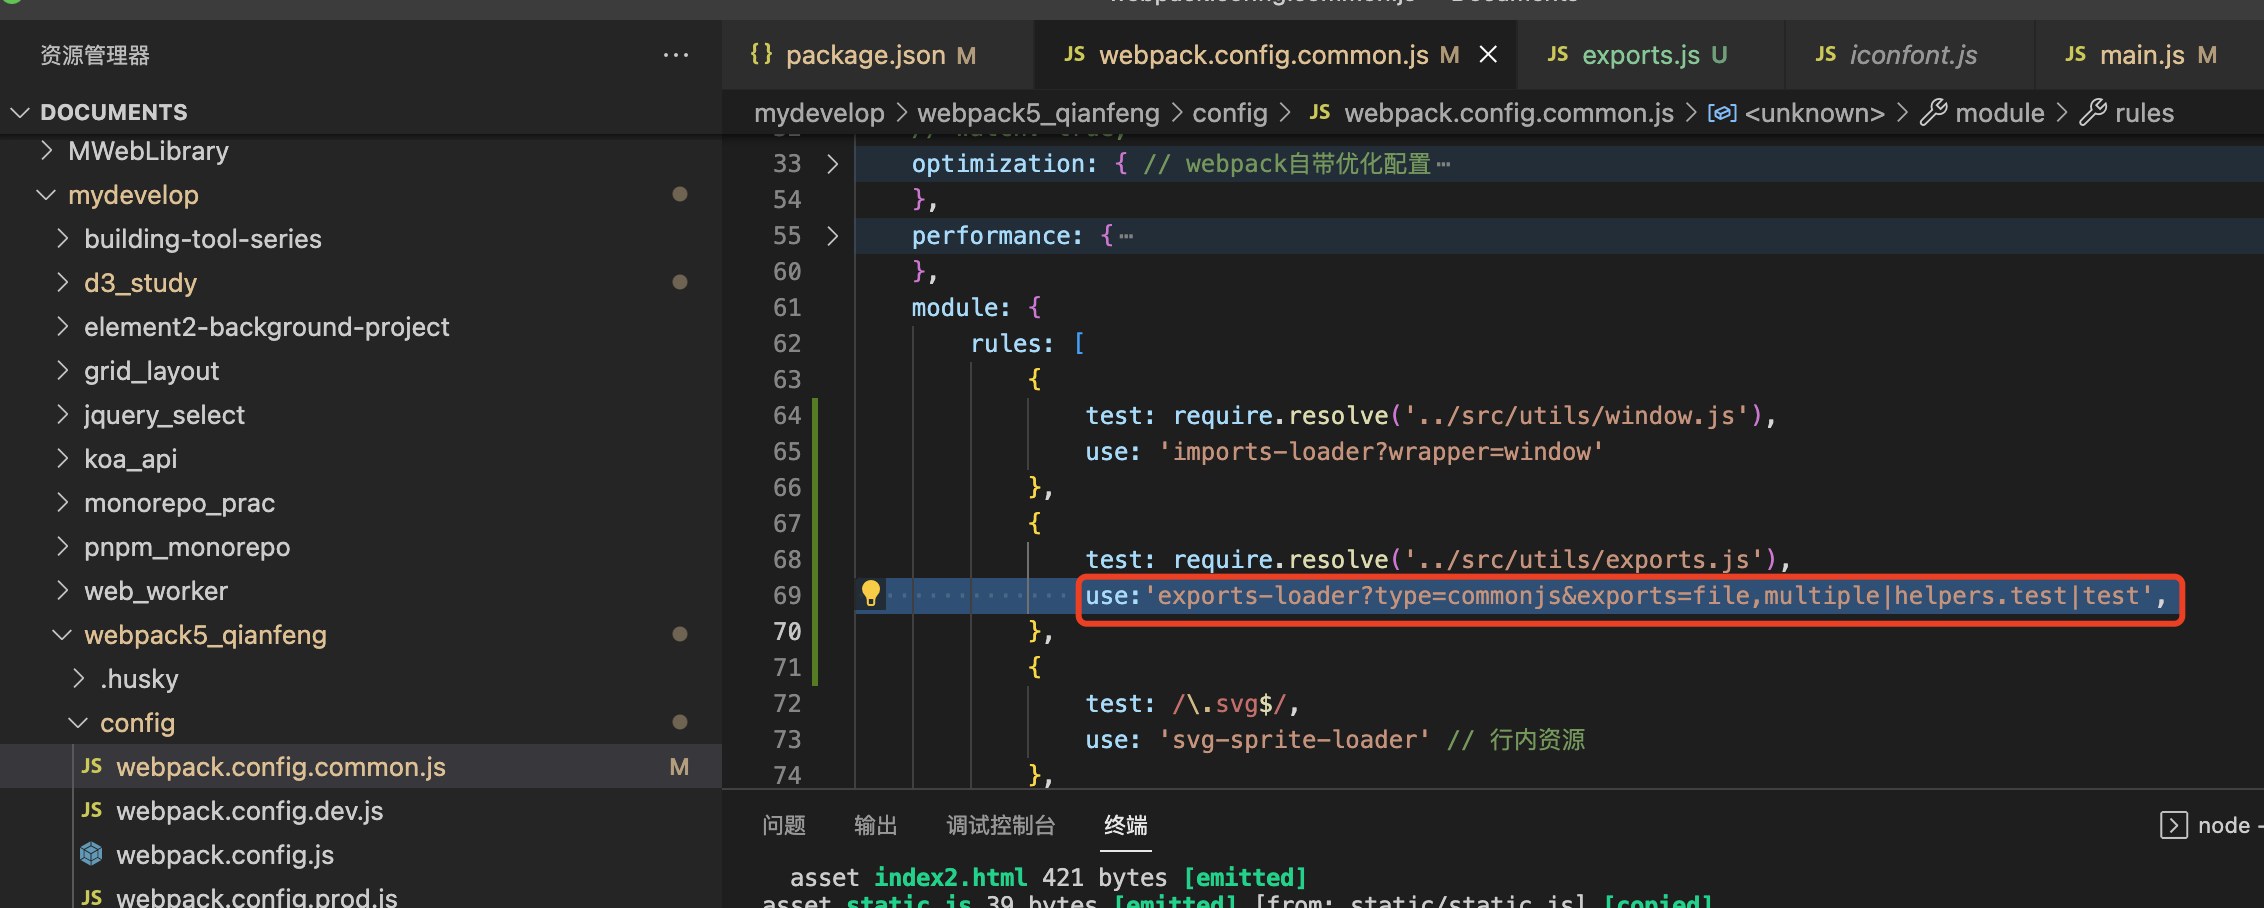 webpack.config.common.js — Documents
资源管理器
DOCUMENTS
MWebLibrary
mydevelop
building-tool-series
d3_study
element2-background-project
grid_layout
jquery_select
koa_api
monorepo_prac
pnpm_monorepo
web_worker
webpack5_qianfeng
.husky
config
JS webpack.config.common.js M
JS webpack.config.dev.js
webpack.config.js
JS webpack.config.prod.js
{} package.json M
JS webpack.config.common.js M
JS exports.js U
JS iconfont.js
JS main.js M
mydevelop > webpack5_qianfeng > config > JS webpack.config.common.js > <unknown> > module > rules
33 optimization: { // webpack自带优化配置⋯
54 },
55 performance: {⋯
60 },
61 module: {
62 rules: [
63 {
64 test: require.resolve('../src/utils/window.js'),
65 use: 'imports-loader?wrapper=window'
66 },
67 {
68 test: require.resolve('../src/utils/exports.js'),
69 use:'exports-loader?type=commonjs&exports=file,multiple|helpers.test|test',
70 },
71 {
72 test: /\.svg$/,
73 use: 'svg-sprite-loader' // 行内资源
74 },
问题 输出 调试控制台 终端
node -
asset index2.html 421 bytes [emitted]
asset static.js 39 bytes [emitted] [from: static/static.js] [copied]